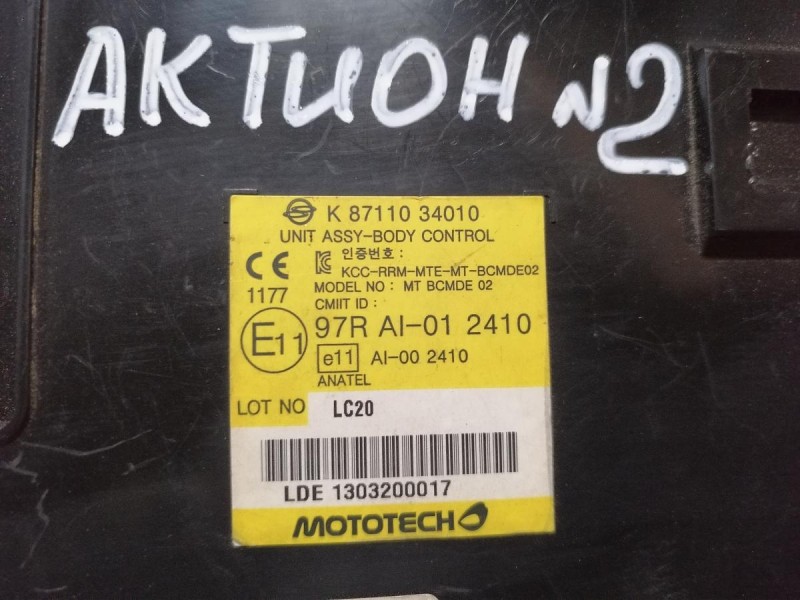 АКТИОН N2
K 87110 34010
UNIT ASSY-BODY CONTROL
CE 1177
인증번호 :
KCC-RRM-MTE-MT-BCMDE02
MODEL NO : MT BCMDE 02
CMIIT ID :
E11 97R AI-01 2410
e11 AI-00 2410
ANATEL
LOT NO LC20
LDE 1303200017
MOTOTECH